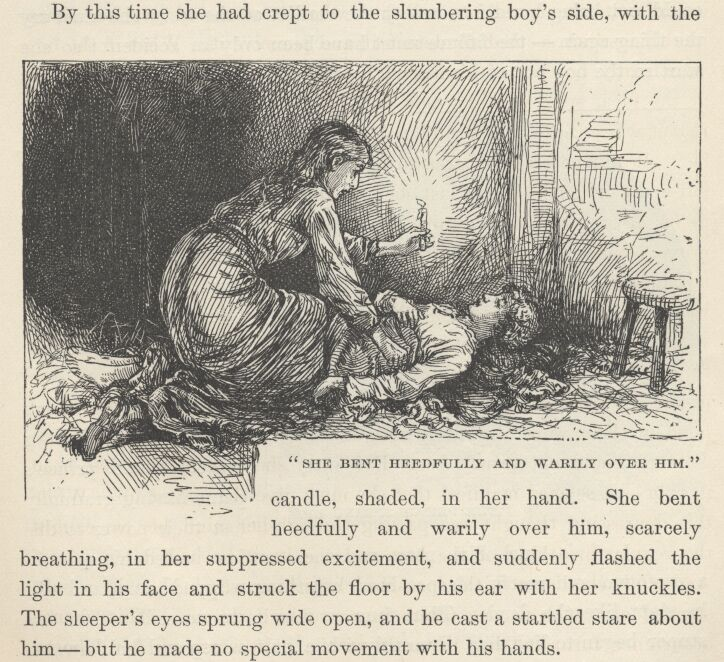 By this time she had crept to the slumbering boy's side, with the
"SHE BENT HEEDFULLY AND WARILY OVER HIM."
candle, shaded, in her hand. She bent
heedfully and warily over him, scarcely
breathing, in her suppressed excitement, and suddenly flashed the
light in his face and struck the floor by his ear with her knuckles.
The sleeper's eyes sprung wide open, and he cast a startled stare about
him—but he made no special movement with his hands.